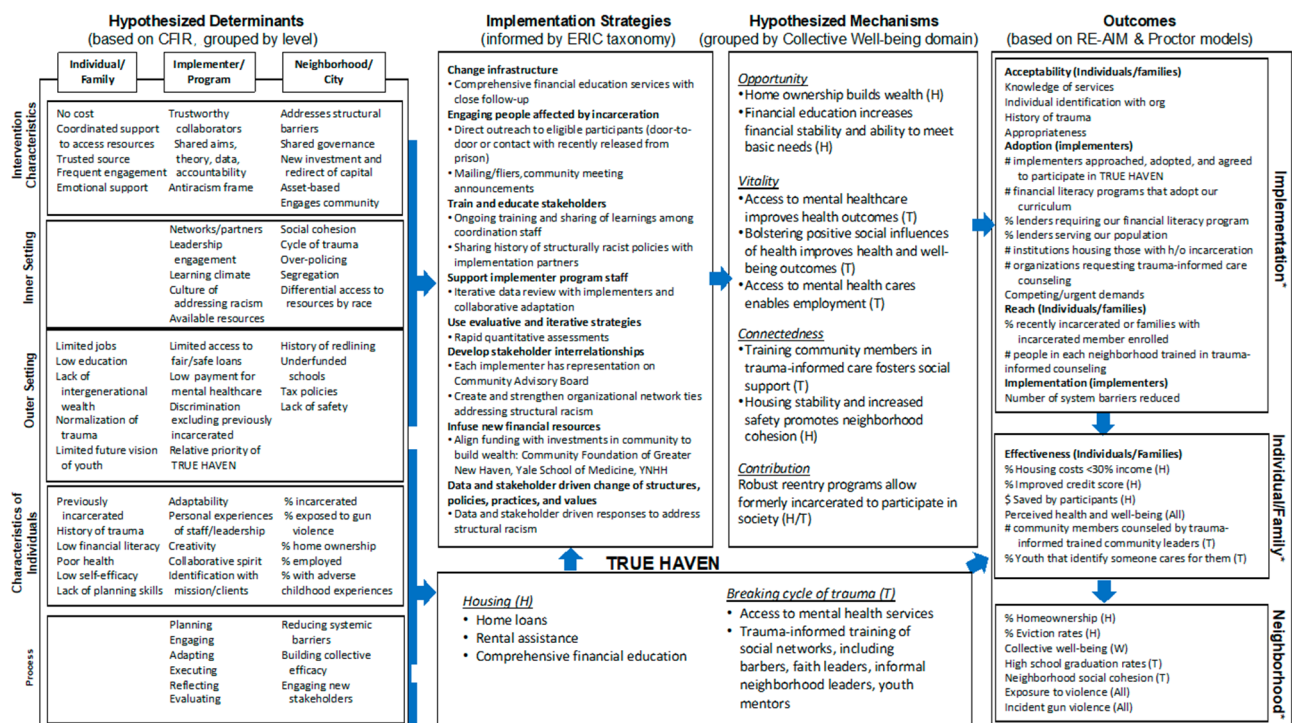 Hypothesized Determinants
(based on CFIR, grouped by level)
Individual/
Family
Implementer/
Program
Neighborhood/
City
Intervention
Characteristics
No cost
Coordinated support
to access resources
Trusted source
Frequent engagement
Emotional support
Trustworthy
collaborators
Shared aims,
theory, data,
accountability
Antiracism frame
Addresses structural
barriers
Shared governance
New investment and
redirect of capital
Asset-based
Engages community
Inner Setting
Networks/partners
Leadership
engagement
Learning climate
Culture of
addressing racism
Available resources
Social cohesion
Cycle of trauma
Over-policing
Segregation
Differential access to
resources by race
Outer Setting
Limited jobs
Low education
Lack of
intergenerational
wealth
Normalization of
trauma
Limited future vision
of youth
Limited access to
fair/safe loans
Low payment for
mental healthcare
Discrimination
excluding previously
incarcerated
Relative priority of
TRUE HAVEN
History of redlining
Underfunded
schools
Tax policies
Lack of safety
Characteristics of
Individuals
Previously
incarcerated
History of trauma
Low financial literacy
Poor health
Low self-efficacy
Lack of planning skills
Adaptability
Personal experiences
of staff/leadership
Creativity
Collaborative spirit
Identification with
mission/clients
% incarcerated
% exposed to gun
violence
% home ownership
% employed
% with adverse
childhood experiences
Process
Planning
Engaging
Adapting
Executing
Reflecting
Evaluating
Reducing systemic
barriers
Building collective
efficacy
Engaging new
stakeholders
Implementation Strategies
(informed by ERIC taxonomy)
Change infrastructure
• Comprehensive financial education services with
close follow-up
Engaging people affected by incarceration
• Direct outreach to eligible participants (door-to-
door or contact with recently released from
prison)
• Mailing/fliers,community meeting
announcements
Train and educate stakeholders
• Ongoing training and sharing of learnings among
coordination staff
• Sharing history of structurally racist policies with
implementation partners
Support implementer program staff
• Iterative data review with implementers and
collaborative adaptation
Use evaluative and iterative strategies
• Rapid quantitative assessments
Develop stakeholder interrelationships
• Each implementer has representation on
Community Advisory Board
• Create and strengthen organizational network ties
addressing structural racism
Infuse new financial resources
• Align funding with investments in community to
build wealth: Community Foundation of Greater
New Haven, Yale School of Medicine, YNHH
Data and stakeholder driven change of structures,
policies, practices, and values
• Data and stakeholder driven responses to address
structural racism
Hypothesized Mechanisms
(grouped by Collective Well-being domain)
Opportunity
• Home ownership builds wealth (H)
• Financial education increases
financial stability and ability to meet
basic needs (H)
Vitality
• Access to mental healthcare
improves health outcomes (T)
• Bolstering positive social influences
of health improves health and well-
being outcomes (T)
• Access to mental health cares
enables employment (T)
Connectedness
• Training community members in
trauma-informed care fosters social
support (T)
• Housing stability and increased
safety promotes neighborhood
cohesion (H)
Contribution
Robust reentry programs allow
formerly incarcerated to participate in
society (H/T)
TRUE HAVEN
Housing (H)
• Home loans
• Rental assistance
• Comprehensive financial education
Breaking cycle of trauma (T)
• Access to mental health services
• Trauma-informed training of
social networks, including
barbers, faith leaders, informal
neighborhood leaders, youth
mentors
Outcomes
(based on RE-AIM & Proctor models)
Acceptability (Individuals/families)
Knowledge of services
Individual identification with org
History of trauma
Appropriateness
Adoption (implementers)
# implementers approached, adopted, and agreed
to participate in TRUE HAVEN
# financial literacy programs that adopt our
curriculum
% lenders requiring our financial literacy program
% lenders serving our population
# institutions housing those with h/o incarceration
# organizations requesting trauma-informed care
counseling
Competing/urgent demands
Reach (Individuals/families)
% recently incarcerated or families with
incarcerated member enrolled
# people in each neighborhood trained in trauma-
informed counseling
Implementation (implementers)
Number of system barriers reduced
Implementation*
Effectiveness (Individuals/Families)
% Housing costs <30% income (H)
% Improved credit score (H)
$ Saved by participants (H)
Perceived health and well-being (All)
# community members counseled by trauma-
informed trained community leaders (T)
% Youth that identify someone cares for them (T)
Individual/Family*
% Homeownership (H)
% Eviction rates (H)
Collective well-being (W)
High school graduation rates (T)
Neighborhood social cohesion (T)
Exposure to violence (All)
Incident gun violence (All)
Neighborhood*